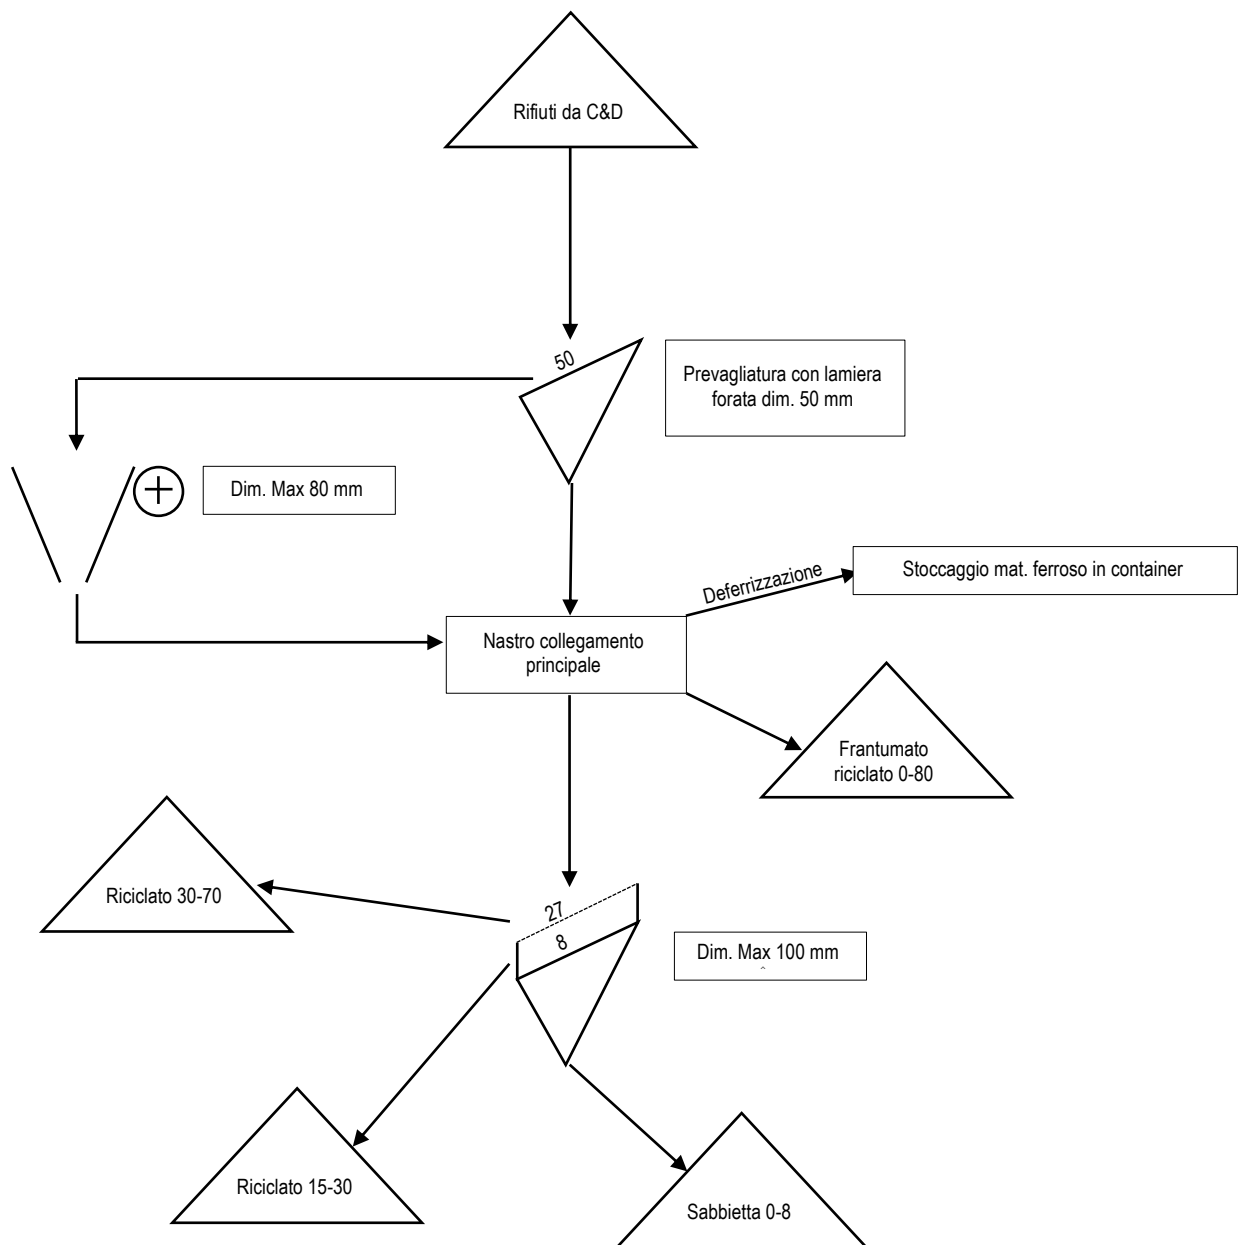 Rifiuti da C&D
50
Prevagliatura con lamiera
forata dim. 50 mm
Dim. Max 80 mm
Deferrizzazione
Stoccaggio mat. ferroso in container
Nastro collegamento
principale
Frantumato
riciclato 0-80
Riciclato 30-70
27
8
Dim. Max 100 mm
Riciclato 15-30
Sabbietta 0-8